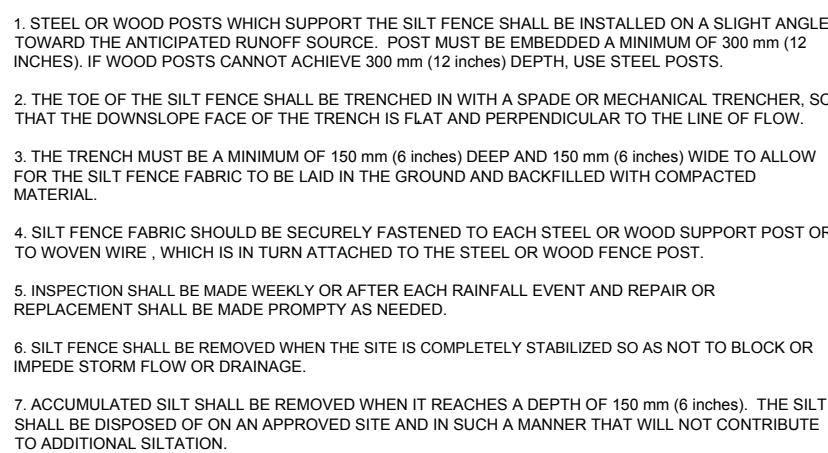 1. STEEL OR WOOD POSTS WHICH SUPPORT THE SILT FENCE SHALL BE INSTALLED ON A SLIGHT ANGLE
TOWARD THE ANTICIPATED RUNOFF SOURCE. POST MUST BE EMBEDDED A MINIMUM OF 300 mm (12
INCHES). IF WOOD POSTS CANNOT ACHIEVE 300 mm (12 inches) DEPTH, USE STEEL POSTS.
2. THE TOE OF THE SILT FENCE SHALL BE TRENCHED IN WITH A SPADE OR MECHANICAL TRENCHER, SO
THAT THE DOWNSLOPE FACE OF THE TRENCH IS FLAT AND PERPENDICULAR TO THE LINE OF FLOW.
3. THE TRENCH MUST BE A MINIMUM OF 150 mm (6 inches) DEEP AND 150 mm (6 inches) WIDE TO ALLOW
FOR THE SILT FENCE FABRIC TO BE LAID IN THE GROUND AND BACKFILLED WITH COMPACTED
MATERIAL.
4. SILT FENCE FABRIC SHOULD BE SECURELY FASTENED TO EACH STEEL OR WOOD SUPPORT POST OR
TO WOVEN WIRE , WHICH IS IN TURN ATTACHED TO THE STEEL OR WOOD FENCE POST.
5. INSPECTION SHALL BE MADE WEEKLY OR AFTER EACH RAINFALL EVENT AND REPAIR OR
REPLACEMENT SHALL BE MADE PROMPTY AS NEEDED.
6. SILT FENCE SHALL BE REMOVED WHEN THE SITE IS COMPLETELY STABILIZED SO AS NOT TO BLOCK OR
IMPEDE STORM FLOW OR DRAINAGE.
7. ACCUMULATED SILT SHALL BE REMOVED WHEN IT REACHES A DEPTH OF 150 mm (6 inches). THE SILT
SHALL BE DISPOSED OF ON AN APPROVED SITE AND IN SUCH A MANNER THAT WILL NOT CONTRIBUTE
TO ADDITIONAL SILTATION.